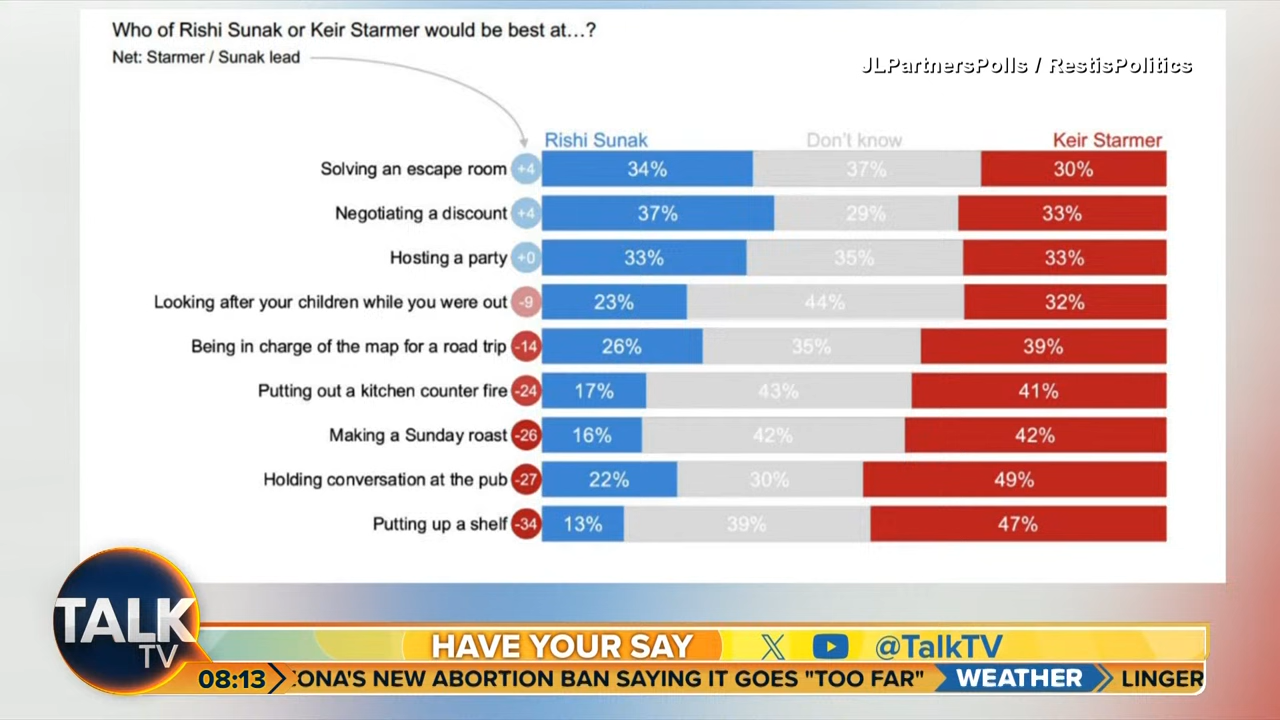 Who of Rishi Sunak or Keir Starmer would be best at…?
Net: Starmer / Sunak lead
JLPartnersPolls / RestisPolitics
Rishi Sunak Don't know Keir Starmer
Solving an escape room +4 34% 37% 30%
Negotiating a discount +4 37% 29% 33%
Hosting a party +0 33% 35% 33%
Looking after your children while you were out -9 23% 44% 32%
Being in charge of the map for a road trip -14 26% 35% 39%
Putting out a kitchen counter fire -24 17% 43% 41%
Making a Sunday roast -26 16% 42% 42%
Holding conversation at the pub -27 22% 30% 49%
Putting up a shelf -34 13% 39% 47%
TALK
TV
HAVE YOUR SAY @TalkTV
08:13 ONA'S NEW ABORTION BAN SAYING IT GOES "TOO FAR" WEATHER LINGER